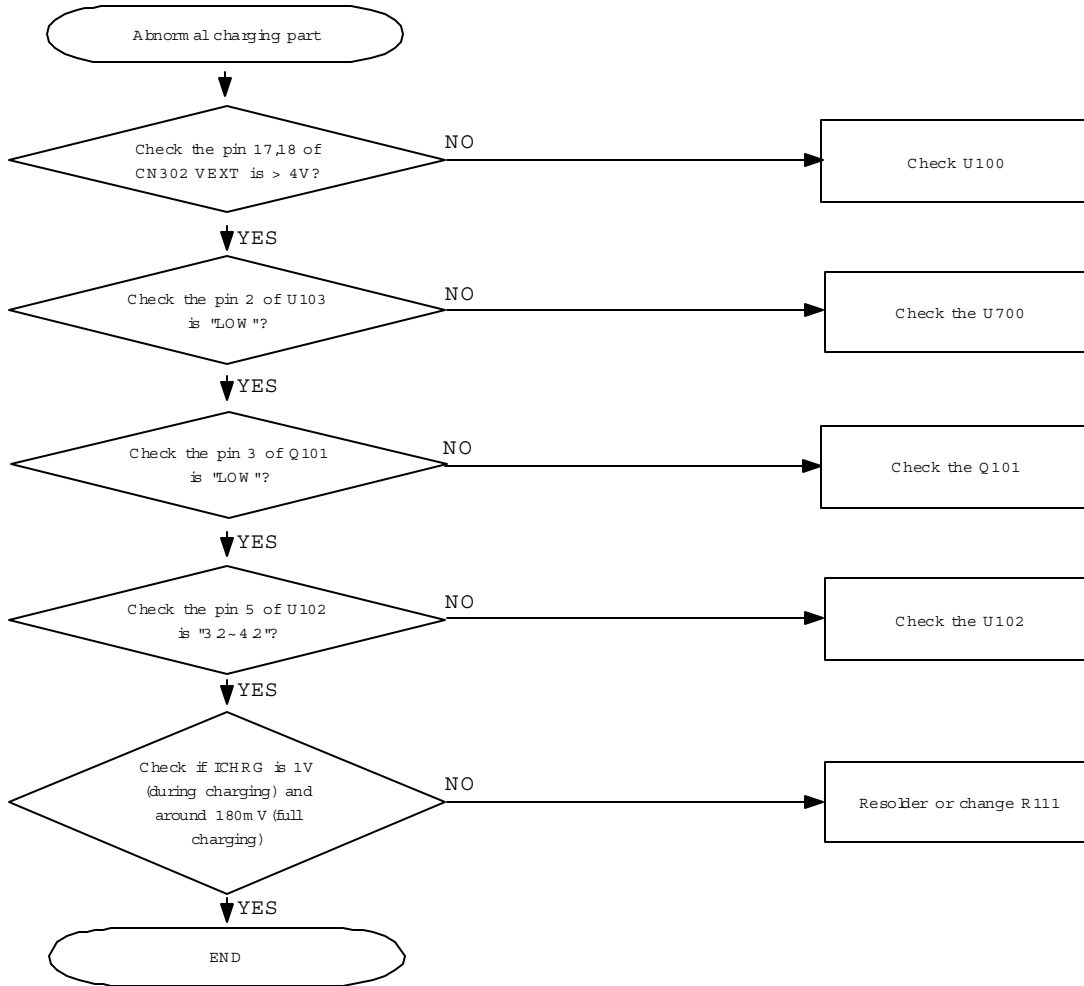 Abnormal charging part
Check the pin 17,18 of
CN302 VEXT is > 4V?
NO
Check U100
YES
Check the pin 2 of U103
is "LOW"?
NO
Check the U700
YES
Check the pin 3 of Q101
is "LOW"?
NO
Check the Q101
YES
Check the pin 5 of U102
is "3.2~4.2"?
NO
Check the U102
YES
Check if ICHRG is 1V
(during charging) and
around 180mV (full
charging)
NO
Resolder or change R111
YES
END